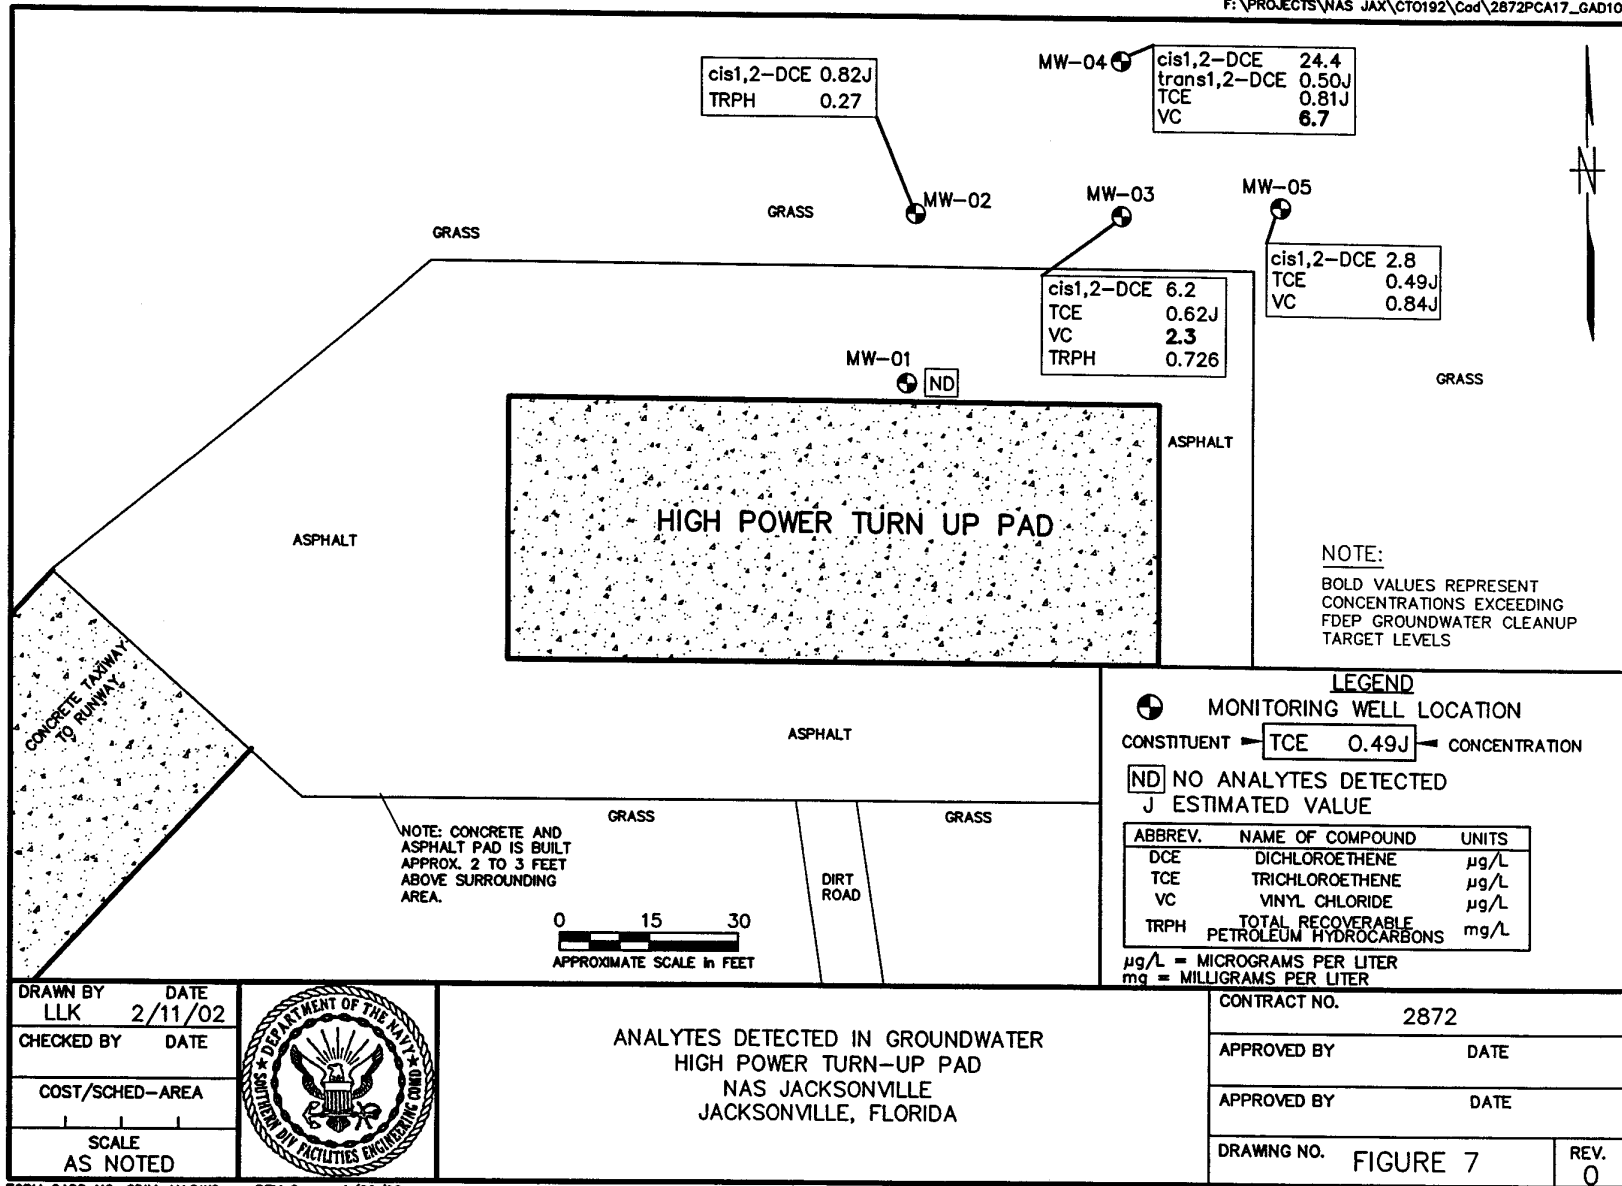 F: \PROJECTS\NAS JAX\CTO192\Cad\2872PCA17_GAD10
cis1,2-DCE 0.82J
TRPH 0.27
MW-04
cis1,2-DCE 24.4
trans1,2-DCE 0.50J
TCE 0.81J
VC 6.7
N
MW-02
MW-03
MW-05
GRASS
GRASS
cis1,2-DCE 2.8
TCE 0.49J
VC 0.84J
cis1,2-DCE 6.2
TCE 0.62J
VC 2.3
TRPH 0.726
MW-01
ND
GRASS
ASPHALT
HIGH POWER TURN UP PAD
ASPHALT
NOTE:
BOLD VALUES REPRESENT
CONCENTRATIONS EXCEEDING
FDEP GROUNDWATER CLEANUP
TARGET LEVELS
CONCRETE TAXIWAY
TO RUNWAY
ASPHALT
LEGEND
MONITORING WELL LOCATION
CONSTITUENT TCE 0.49J CONCENTRATION
ND NO ANALYTES DETECTED
J ESTIMATED VALUE
ABBREV. NAME OF COMPOUND UNITS
DCE DICHLOROETHENE µg/L
TCE TRICHLOROETHENE µg/L
VC VINYL CHLORIDE µg/L
TRPH TOTAL RECOVERABLE PETROLEUM HYDROCARBONS mg/L
µg/L = MICROGRAMS PER LITER
mg = MILLIGRAMS PER LITER
GRASS
GRASS
NOTE: CONCRETE AND
ASPHALT PAD IS BUILT
APPROX. 2 TO 3 FEET
ABOVE SURROUNDING
AREA.
DIRT
ROAD
0 15 30
APPROXIMATE SCALE in FEET
DRAWN BY DATE
LLK 2/11/02
CHECKED BY DATE
COST/SCHED-AREA
SCALE
AS NOTED
DEPARTMENT OF THE NAVY
SOUTHERN DIV FACILITIES ENGINEERING COMD
ANALYTES DETECTED IN GROUNDWATER
HIGH POWER TURN-UP PAD
NAS JACKSONVILLE
JACKSONVILLE, FLORIDA
CONTRACT NO.
2872
APPROVED BY DATE
APPROVED BY DATE
DRAWING NO. FIGURE 7
REV.
0